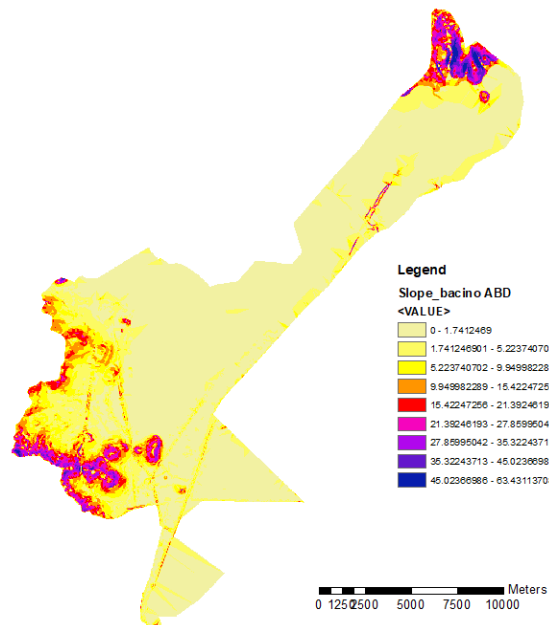 Legend
Slope_bacino ABD
<VALUE>
0 - 1.7412469
1.741246901 - 5.22374070
5.223740702 - 9.94998228
9.949982289 - 15.4224725
15.42247256 - 21.3924619
21.39246193 - 27.8599504
27.85995042 - 35.3224371
35.32243713 - 45.0236698
45.02366986 - 63.4311370
Meters
0 1250 2500 5000 7500 10000